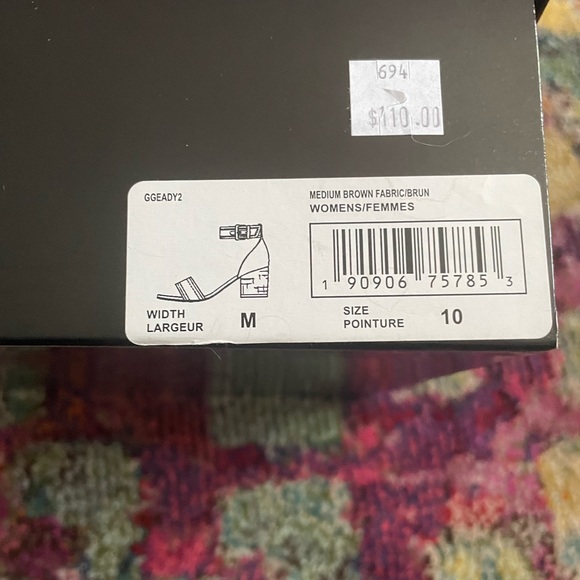 694
$110.00
GGEADY2
MEDIUM BROWN FABRIC/BRUN
WOMENS/FEMMES
1 90906 75785 3
WIDTH
LARGEUR
M
SIZE
POINTURE
10